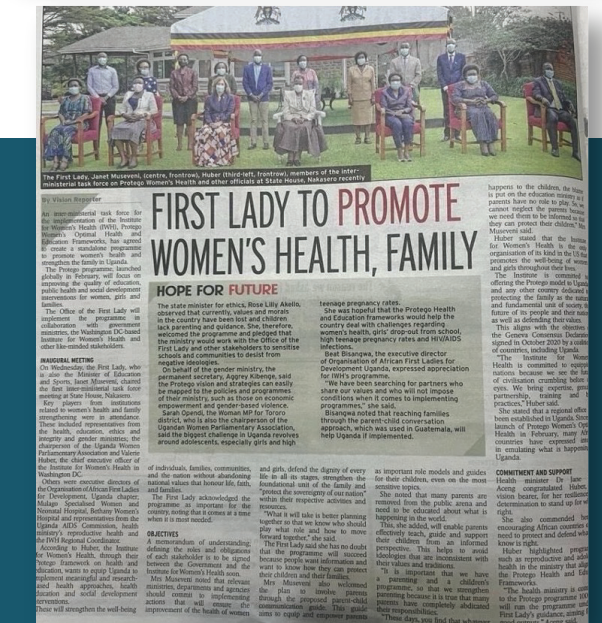 The First Lady, Janet Museveni, (centre, frontrow), Huber (third-left, frontrow), members of the inter-
ministerial task force on Protego Women's Health and other officials at State House, Nakasero recently
By Vivian
FIRST LADY TO PROMOTE
WOMEN'S HEALTH, FAMILY
An inter-ministerial task force for
the implementation of the Institute
for Women's Health (IWH), Protego
Women's Optimal Health and
Education Frameworks, has agreed
to create a standalone programme
to promote women's health and
strengthen the family in Uganda.
The Protego programme, launched
globally in February, will focus on
improving the quality of education,
public health and social development
interventions for women, girls and
families.
The Office of the First Lady will
implement the programme in
collaboration with government
ministries, the Washington DC-based
Institute for Women's Health and
other like-minded stakeholders.
INAUGURAL MEETING
On Wednesday, the First Lady, who
is also the Minister of Education
and Sports, Janet Museveni, chaired
the first inter-ministerial task force
meeting at State House, Nakasero.
Key players from institutions
related to women's health and family
strengthening were in attendance.
These included representatives from
the health, education, ethics and
integrity and gender ministries; the
chairperson of the Uganda Women
Parliamentary Association and Valerie
Huber, the chief executive officer of
the Institute for Women's Health in
Washington DC.
Others were executive directors of
the Organisation of African First Ladies
for Development, Uganda chapter;
Mulago Specialised Women and
Neonatal Hospital, Bethany Women's
Hospital and representatives from the
Uganda AIDS Commission, health
ministry's reproductive health and
the IWH Regional Coordinator.
According to Huber, the Institute
for Women's Health, through their
Protego framework on health and
education, wants to equip Uganda to
implement meaningful and research-
based health approaches, health
education and social development
interventions.
These will strengthen the well-being
HOPE FOR FUTURE
The state minister for ethics, Rose Lilly Akello,
observed that currently, values and morals
in the country have been lost and children
lack parenting and guidance. She, therefore,
welcomed the programme and pledged that
the ministry would work with the Office of the
First Lady and other stakeholders to sensitise
schools and communities to desist from
negative ideologies.
On behalf of the gender ministry, the
permanent secretary, Aggrey Kibenge, said
the Protego vision and strategies can easily
be mapped to the policies and programmes
of their ministry, such as those on economic
empowerment and gender-based violence.
Sarah Opendi, the Woman MP for Tororo
district, who is also the chairperson of the
Ugandan Women Parliamentary Association,
said the biggest challenge in Uganda revolves
around adolescents, especially girls and high
teenage pregnancy rates.
She was hopeful that the Protego Health
and Education frameworks would help the
country deal with challenges regarding
women's health, girls' drop-out from school,
high teenage pregnancy rates and HIV/AIDS
infections.
Beat Bisangwa, the executive director
of Organisation of African First Ladies for
Development Uganda, expressed appreciation
for IWH's programme.
"We have been searching for partners who
share our values and who will not impose
conditions when it comes to implementing
programmes," she said.
Bisangwa noted that reaching families
through the parent-child conversation
approach, which was used in Guatemala, will
help Uganda if implemented.
of individuals, families, communities,
and the nation without abandoning
national values that honour life, faith,
and families.
The First Lady acknowledged the
programme as important for the
country, noting that it comes at a time
when it is most needed.
OBJECTIVES
A memorandum of understanding,
defining the roles and obligations
of each stakeholder is to be signed
between the Government and the
Institute for Women's Health soon.
Mrs Museveni noted that relevant
ministries, departments and agencies
should commit to implementing
actions that will ensure the
improvement of the health of women
and girls, defend the dignity of every
life in all its stages, strengthen the
foundational unit of the family and
"protect the sovereignty of our nation"
within their respective activities and
resources.
"What it will take is better planning
together so that we know who should
play what role and how to move
forward together," she said.
The First Lady said she has no doubt
that the programme will succeed
because people want information and
want to know how they can protect
their children and their families.
Mrs Museveni also welcomed
the plan to involve parents
through the proposed parent-child
communication guide. This guide
aims to equip and empower parents
as important role models and guides
for their children, even on the most
sensitive topics.
She noted that many parents are
removed from the public arena and
need to be educated about what is
happening in the world.
This, she added, will enable parents
effectively teach, guide and support
their children from an informed
perspective. This helps to avoid
ideologies that are inconsistent with
their values and traditions.
"It is important that we have
a parenting and a children's
programme, so that we strengthen
parenting because it is true that many
parents have completely abdicated
their responsibilities.
"These days, you find that whatever
happens to the children, the blame
is put on the education ministry as if
parents have no role to play. So, we
cannot neglect the parents because
we need them to be informed so that
they can protect their children," Mrs
Museveni said.
Huber stated that the Institute
for Women's Health is the only
organisation of its kind in the US that
promotes the well-being of women
and girls throughout their lives.
The Institute is committed to
offering the Protego model to Uganda
and any other country dedicated to
protecting the family as the natural
and fundamental unit of society, the
future of its people and their nation
as well as defending their values.
This aligns with the objectives of
the Geneva Consensus Declaration
signed in October 2020 by a coalition
of countries, including Uganda.
"The Institute for Women's
Health is committed to equipping
nations because we see the fabric
of civilisation crumbling before our
eyes. We bring expertise, good
partnership, training and best
practices," Huber said.
She stated that a regional office has
been established in Uganda. Since the
launch of Protego Women's Optimal
Health in February, many African
countries have expressed interest
in emulating what is happening in
Uganda.
COMMITMENT AND SUPPORT
Health minister Dr Jane Ruth
Aceng congratulated Huber,
vision bearer, for her resilience and
determination to stand up for what is
right.
She also commended her for
encouraging African countries on the
need to protect and defend what they
know is right.
Huber highlighted programmes
such as reproductive and adolescent
health in the ministry that align with
the Protego Health and Education
Frameworks.
"The health ministry is committed
to the Protego programme
will run the programme under the
First Lady's guidance,